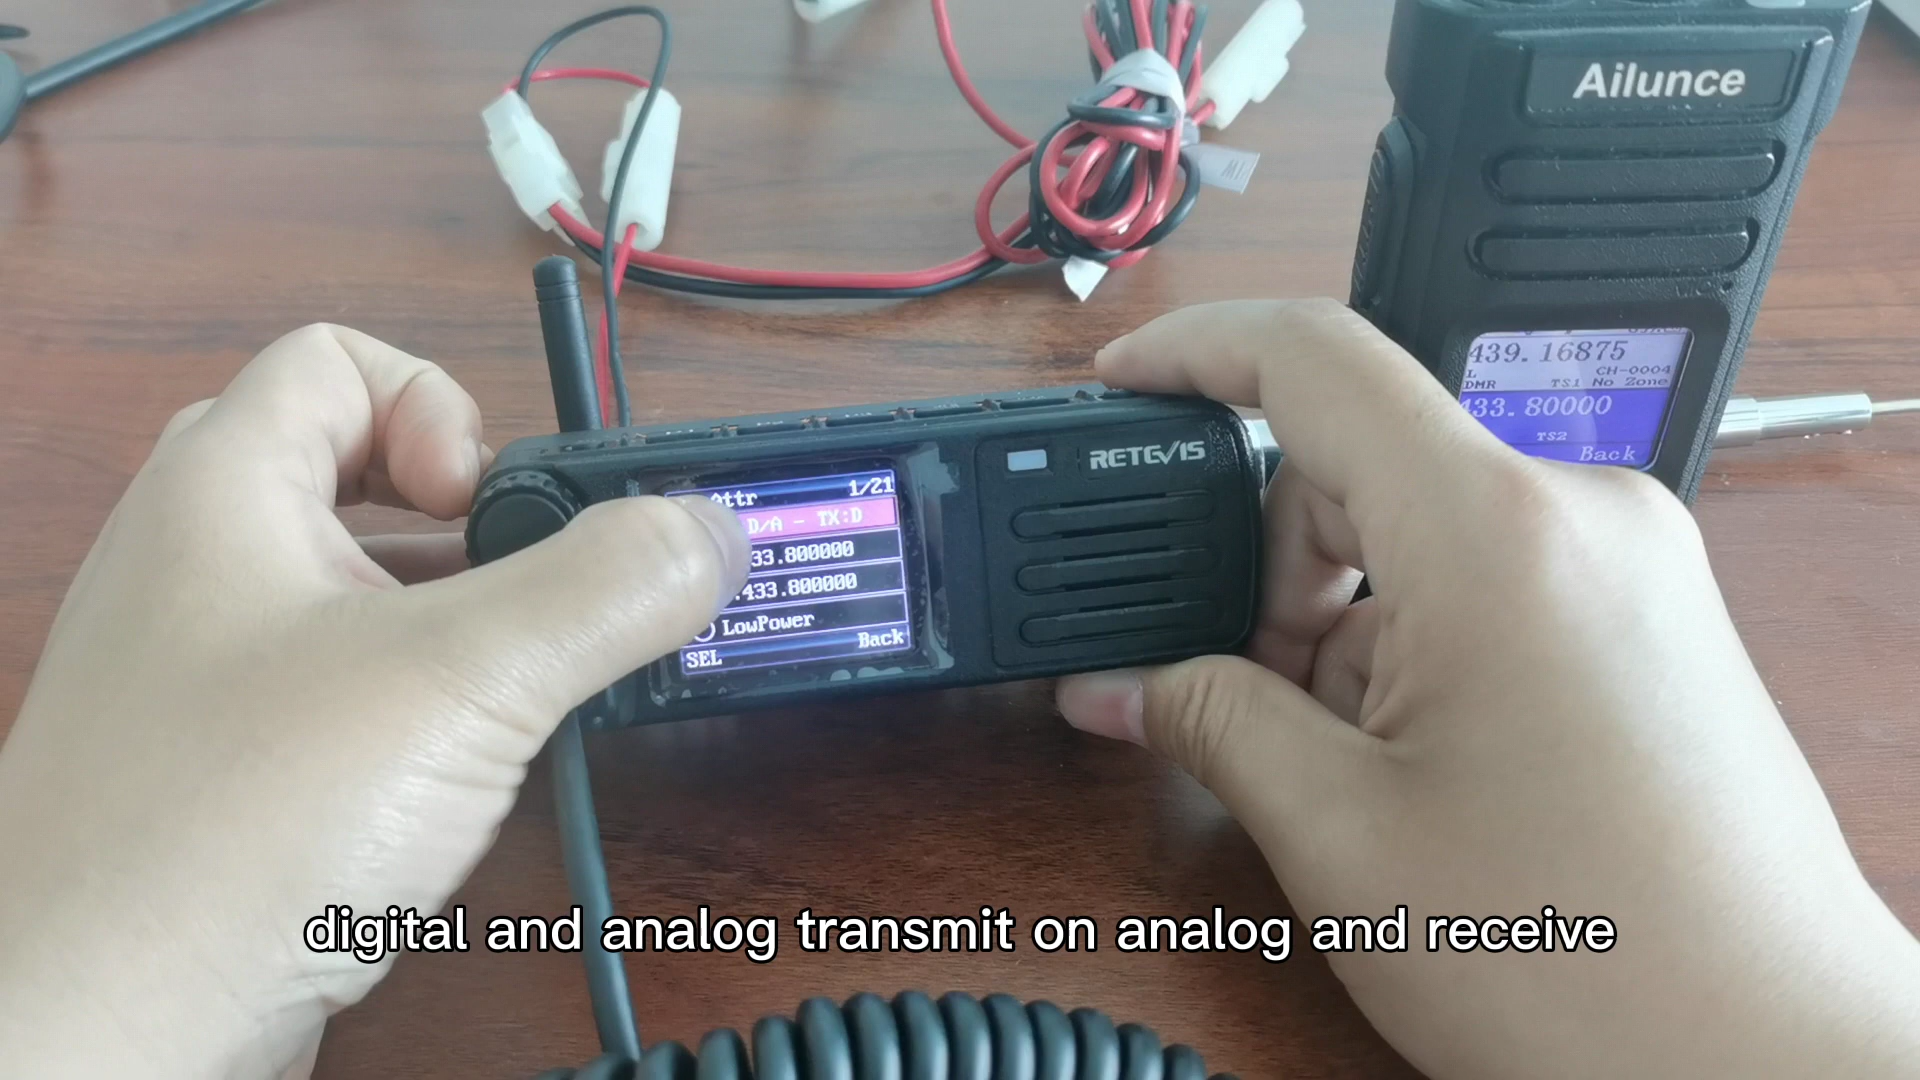 Ailunce
439.16875
L CH-0004
DMR TS1 No Zone
433.80000
TS2
Back
RETEVIS
Attr 1/21
D/A - TX:D
33.800000
.433.800000
LowPower
SEL Back
digital and analog transmit on analog and receive